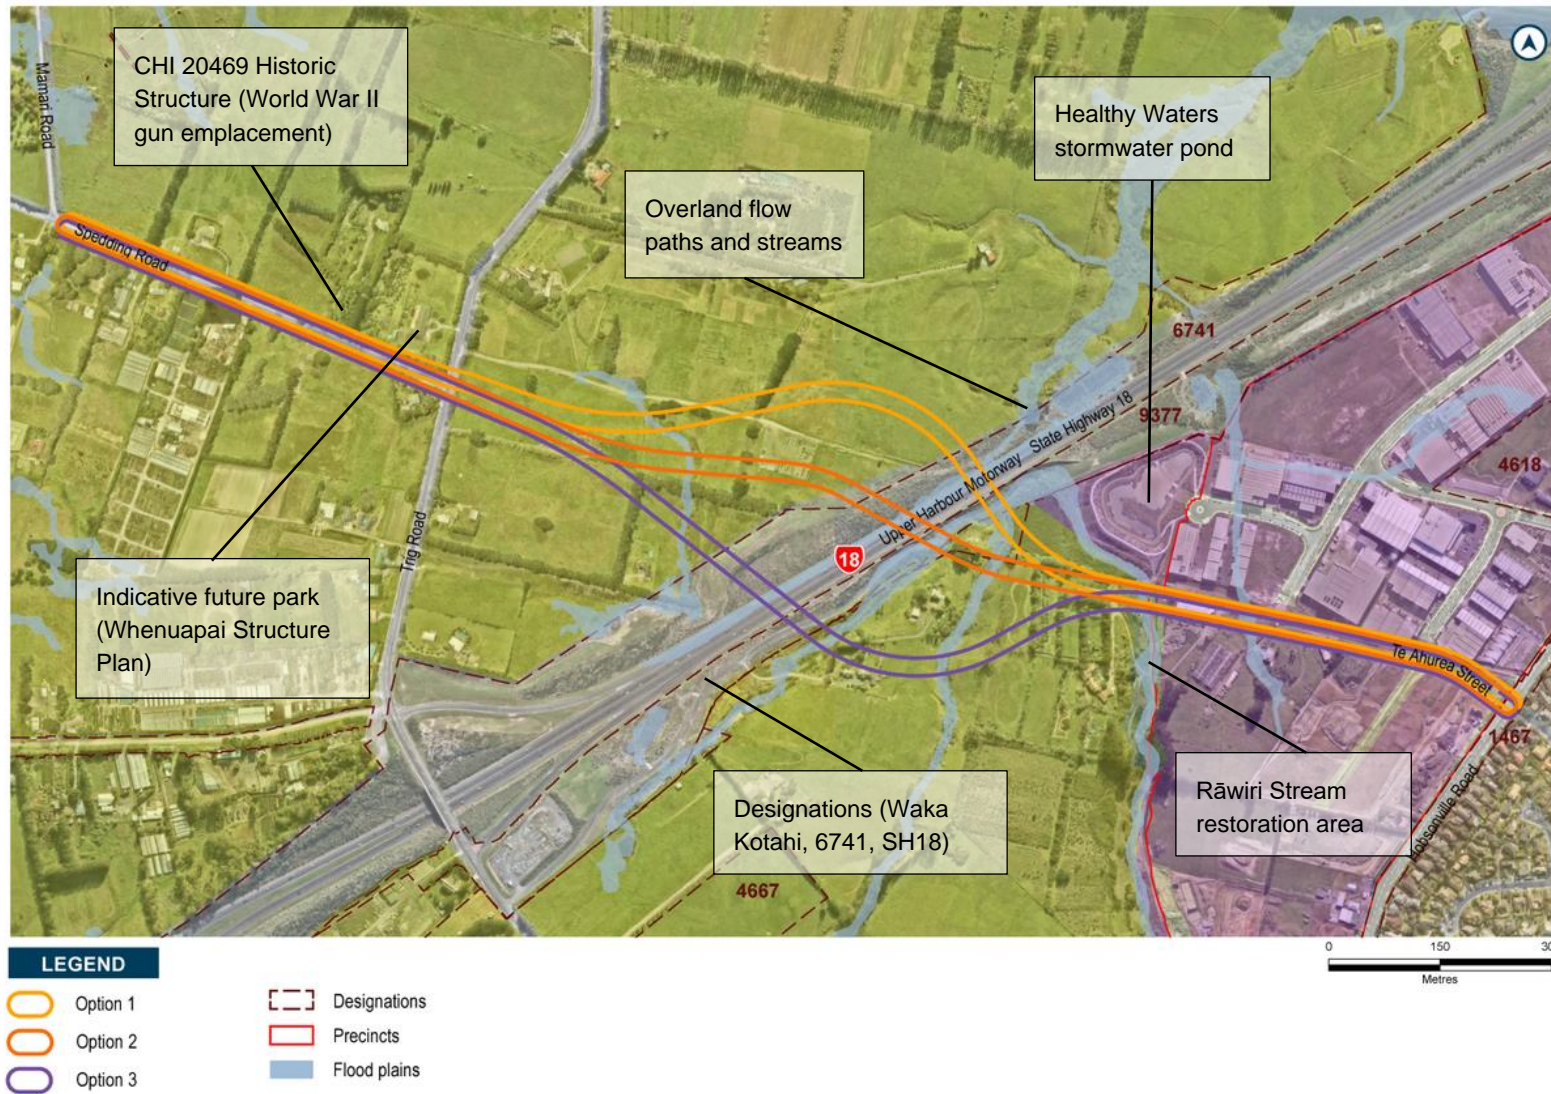 CHI 20469 Historic
Structure (World War II
gun emplacement)
Mamari Road
Healthy Waters
stormwater pond
Overland flow
paths and streams
Spedding Road
6741
9377
Upper Harbour Motorway State Highway 18
18
4618
Trig Road
Indicative future park
(Whenuapai Structure
Plan)
Te Ahurea Street
1467
Hobsonville Road
Designations (Waka
Kotahi, 6741, SH18)
Rāwiri Stream
restoration area
4667
LEGEND
Option 1
Option 2
Option 3
Designations
Precincts
Flood plains
0 150
Metres